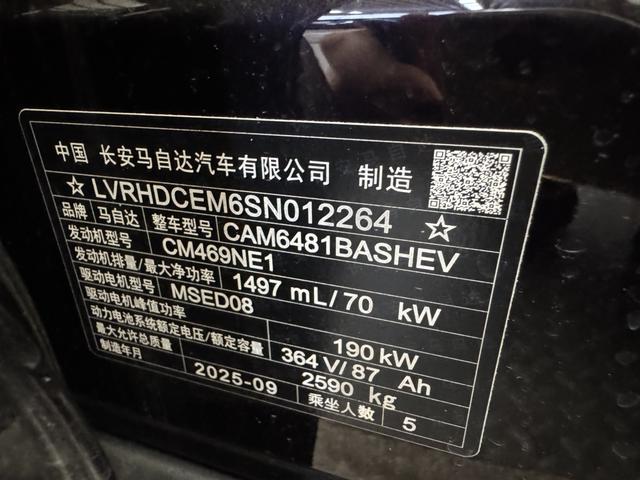 中国 长安马自达汽车有限公司 制造
☆LVRHDCEM6SN012264☆
品牌 马自达 整车型号 CAM6481BASHEV
发动机型号 CM469NE1
发动机排量/最大净功率 1497 mL/70 kW
驱动电机型号 MSED08
驱动电机峰值功率 190 kW
动力电池系统额定电压/额定容量 364 V/87 Ah
最大允许总质量 2590 kg
制造年月 2025-09 乘坐人数 5